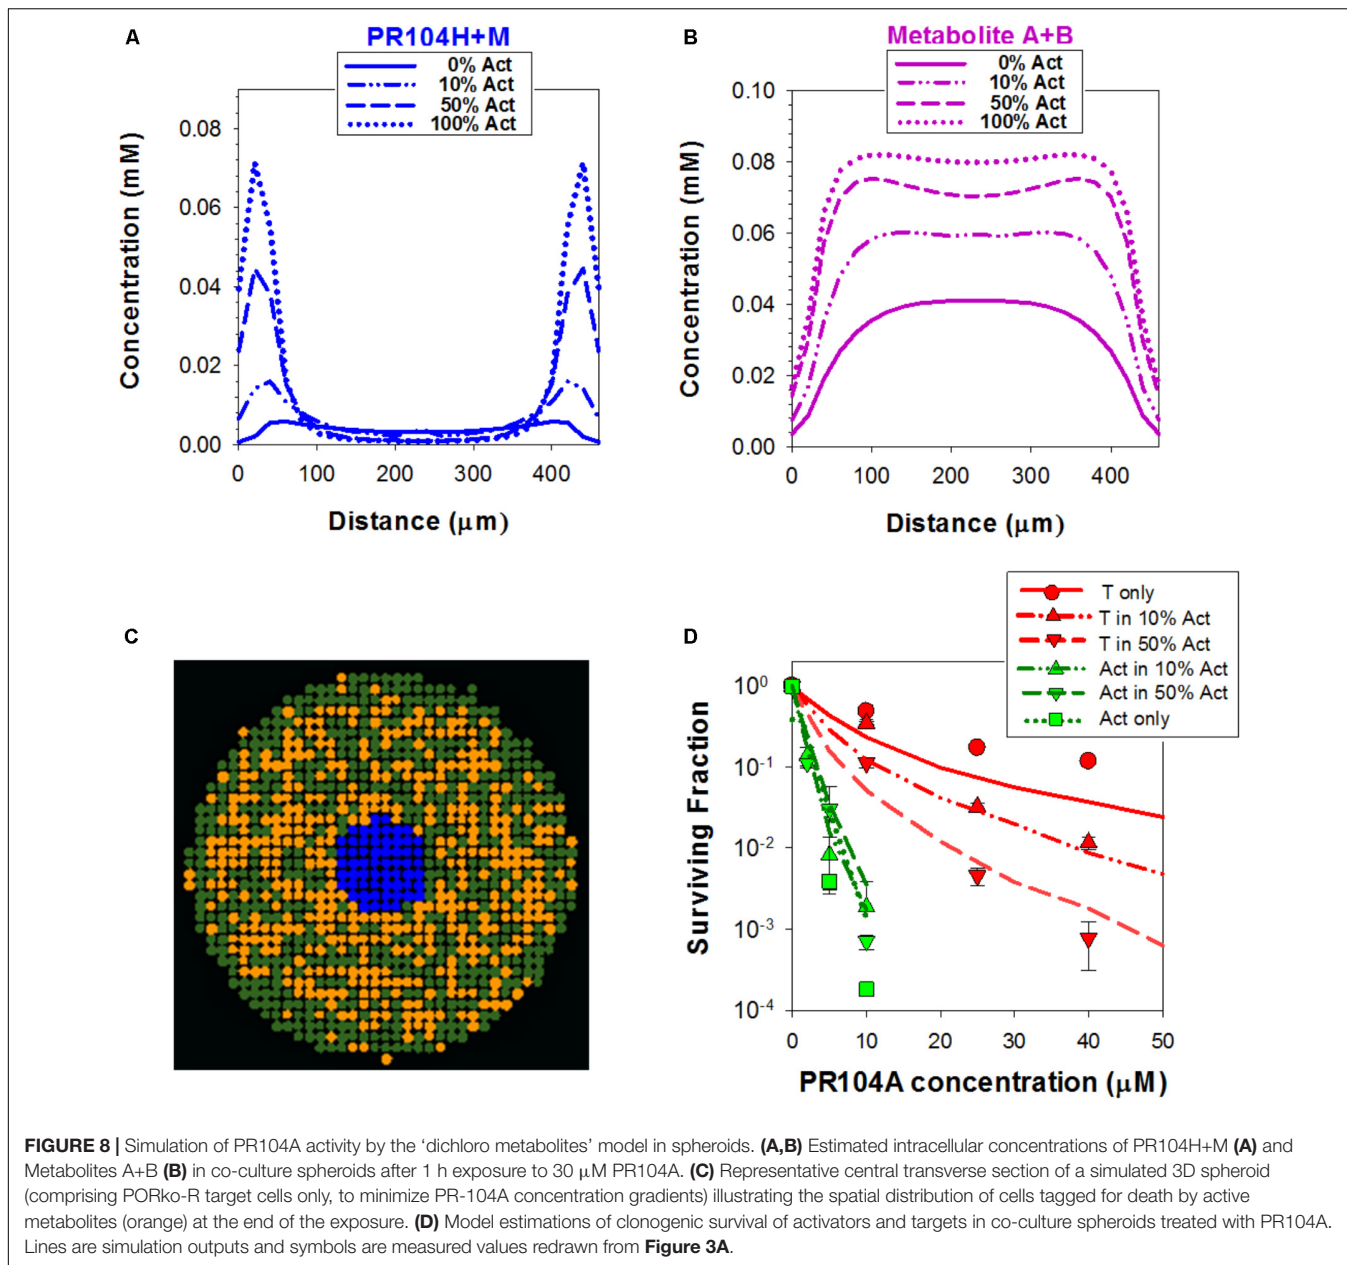 A
PR104H+M
0% Act
10% Act
50% Act
100% Act
0.08
0.06
0.04
0.02
0.00
Concentration (mM)
0 100 200 300 400
Distance (μm)
B
Metabolite A+B
0% Act
10% Act
50% Act
100% Act
0.10
0.08
0.06
0.04
0.02
0.00
Concentration (mM)
0 100 200 300 400
Distance (μm)
C
D
T only
T in 10% Act
T in 50% Act
Act in 10% Act
Act in 50% Act
Act only
10⁰
10⁻¹
10⁻²
10⁻³
10⁻⁴
Surviving Fraction
0 10 20 30 40 50
PR104A concentration (μM)
FIGURE 8 | Simulation of PR104A activity by the ‘dichloro metabolites’ model in spheroids. (A,B) Estimated intracellular concentrations of PR104H+M (A) and
Metabolites A+B (B) in co-culture spheroids after 1 h exposure to 30 μM PR104A. (C) Representative central transverse section of a simulated 3D spheroid
(comprising PORko-R target cells only, to minimize PR-104A concentration gradients) illustrating the spatial distribution of cells tagged for death by active
metabolites (orange) at the end of the exposure. (D) Model estimations of clonogenic survival of activators and targets in co-culture spheroids treated with PR104A.
Lines are simulation outputs and symbols are measured values redrawn from Figure 3A.